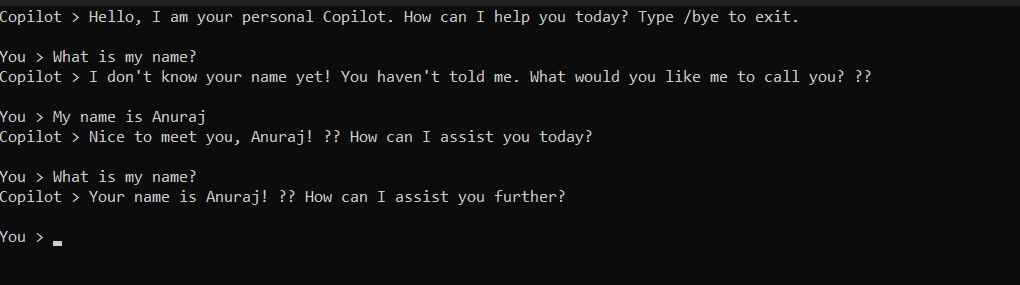 Copilot > Hello, I am your personal Copilot. How can I help you today? Type /bye to exit.
You > What is my name?
Copilot > I don't know your name yet! You haven't told me. What would you like me to call you? ??
You > My name is Anuraj
Copilot > Nice to meet you, Anuraj! ?? How can I assist you today?
You > What is my name?
Copilot > Your name is Anuraj! ?? How can I assist you further?
You >